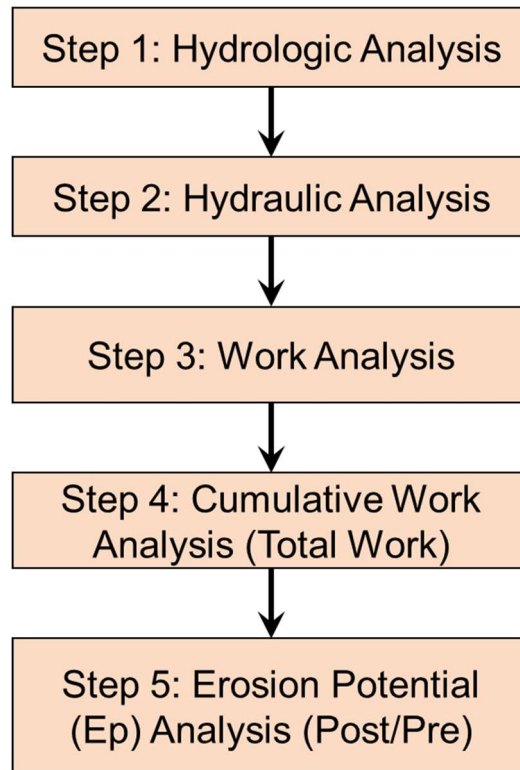 Step 1: Hydrologic Analysis
Step 2: Hydraulic Analysis
Step 3: Work Analysis
Step 4: Cumulative Work
Analysis (Total Work)
Step 5: Erosion Potential
(Ep) Analysis (Post/Pre)